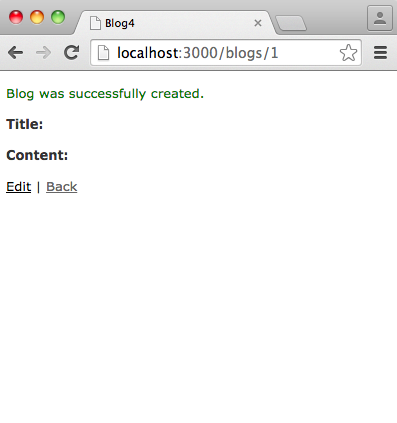 Blog4
localhost:3000/blogs/1
Blog was successfully created.
Title:
Content:
Edit | Back